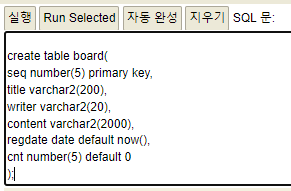 실행 Run Selected 자동 완성 지우기 SQL 문:
create table board(
seq number(5) primary key,
title varchar2(200),
writer varchar2(20),
content varchar2(2000),
regdate date default now(),
cnt number(5) default 0
);